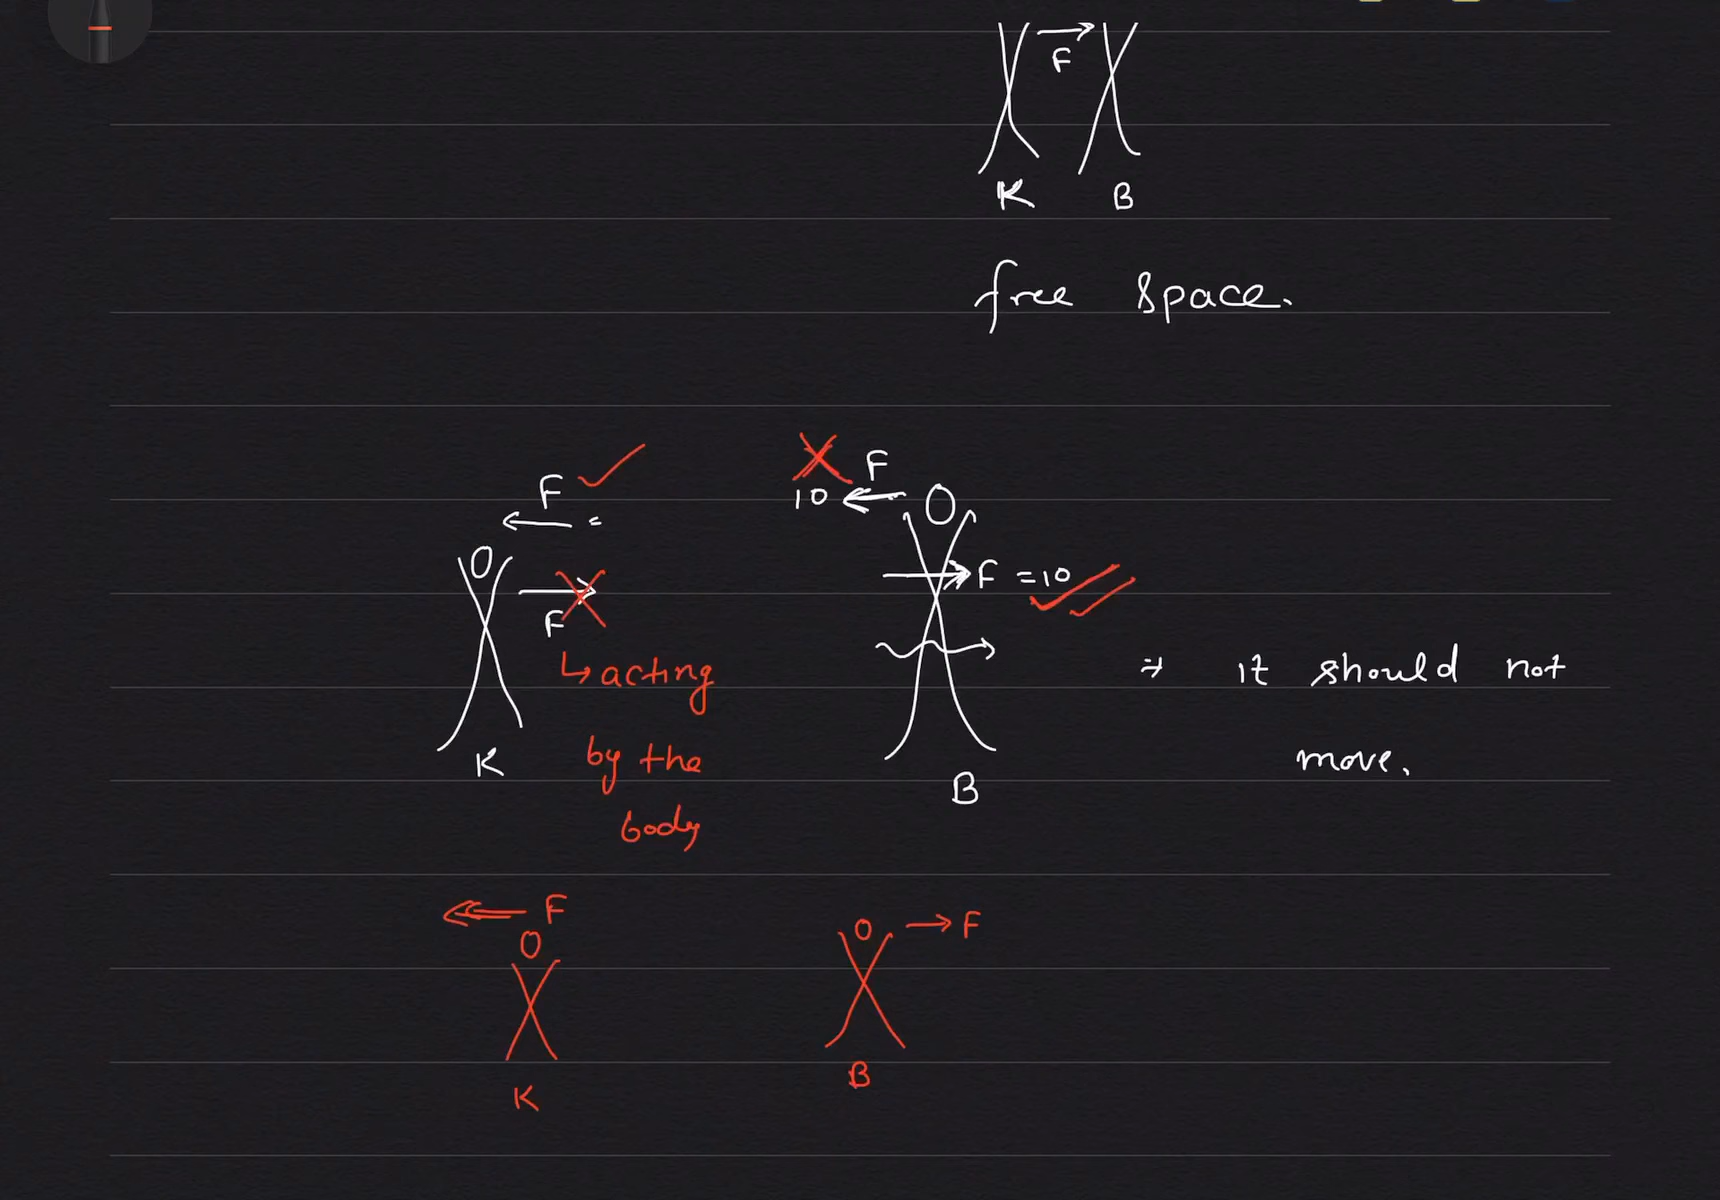 F
K B
free space.
F
F
10
F = 10
F
↳ acting
⇒ it should not
by the
K
move.
B
body
F
F
K
B